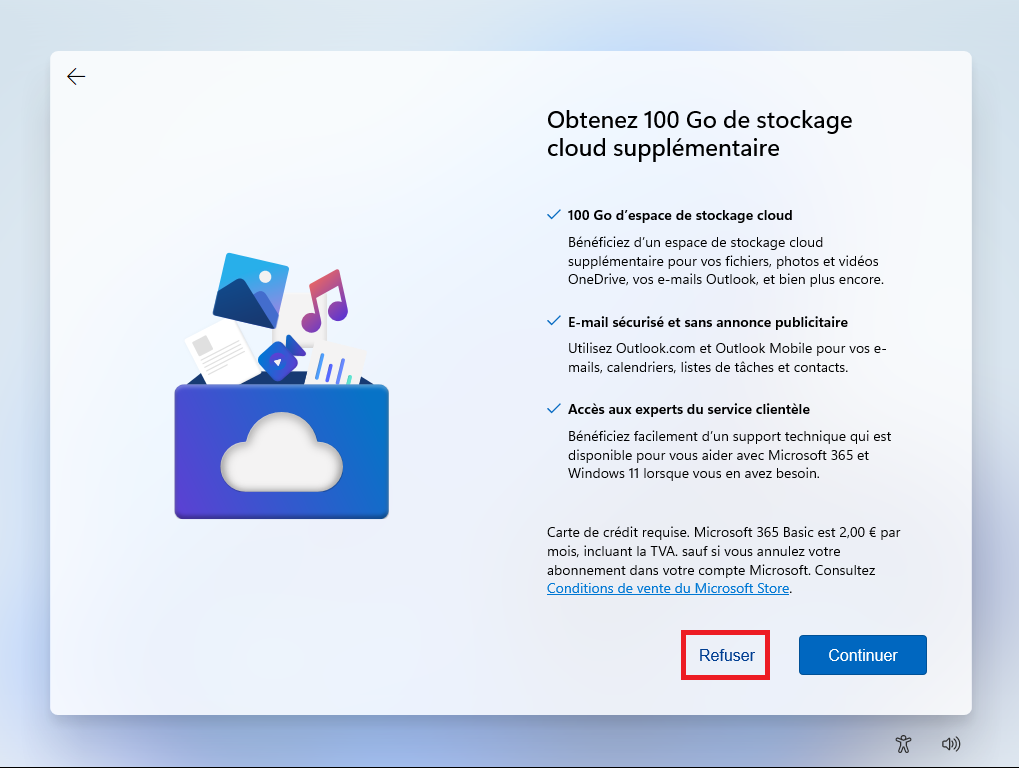 Obtenez 100 Go de stockage
cloud supplémentaire
100 Go d’espace de stockage cloud
Bénéficiez d’un espace de stockage cloud
supplémentaire pour vos fichiers, photos et vidéos
OneDrive, vos e-mails Outlook, et bien plus encore.
E-mail sécurisé et sans annonce publicitaire
Utilisez Outlook.com et Outlook Mobile pour vos e-
mails, calendriers, listes de tâches et contacts.
Accès aux experts du service clientèle
Bénéficiez facilement d’un support technique qui est
disponible pour vous aider avec Microsoft 365 et
Windows 11 lorsque vous en avez besoin.
Carte de crédit requise. Microsoft 365 Basic est 2,00 € par
mois, incluant la TVA. sauf si vous annulez votre
abonnement dans votre compte Microsoft. Consultez
Conditions de vente du Microsoft Store.
Refuser
Continuer